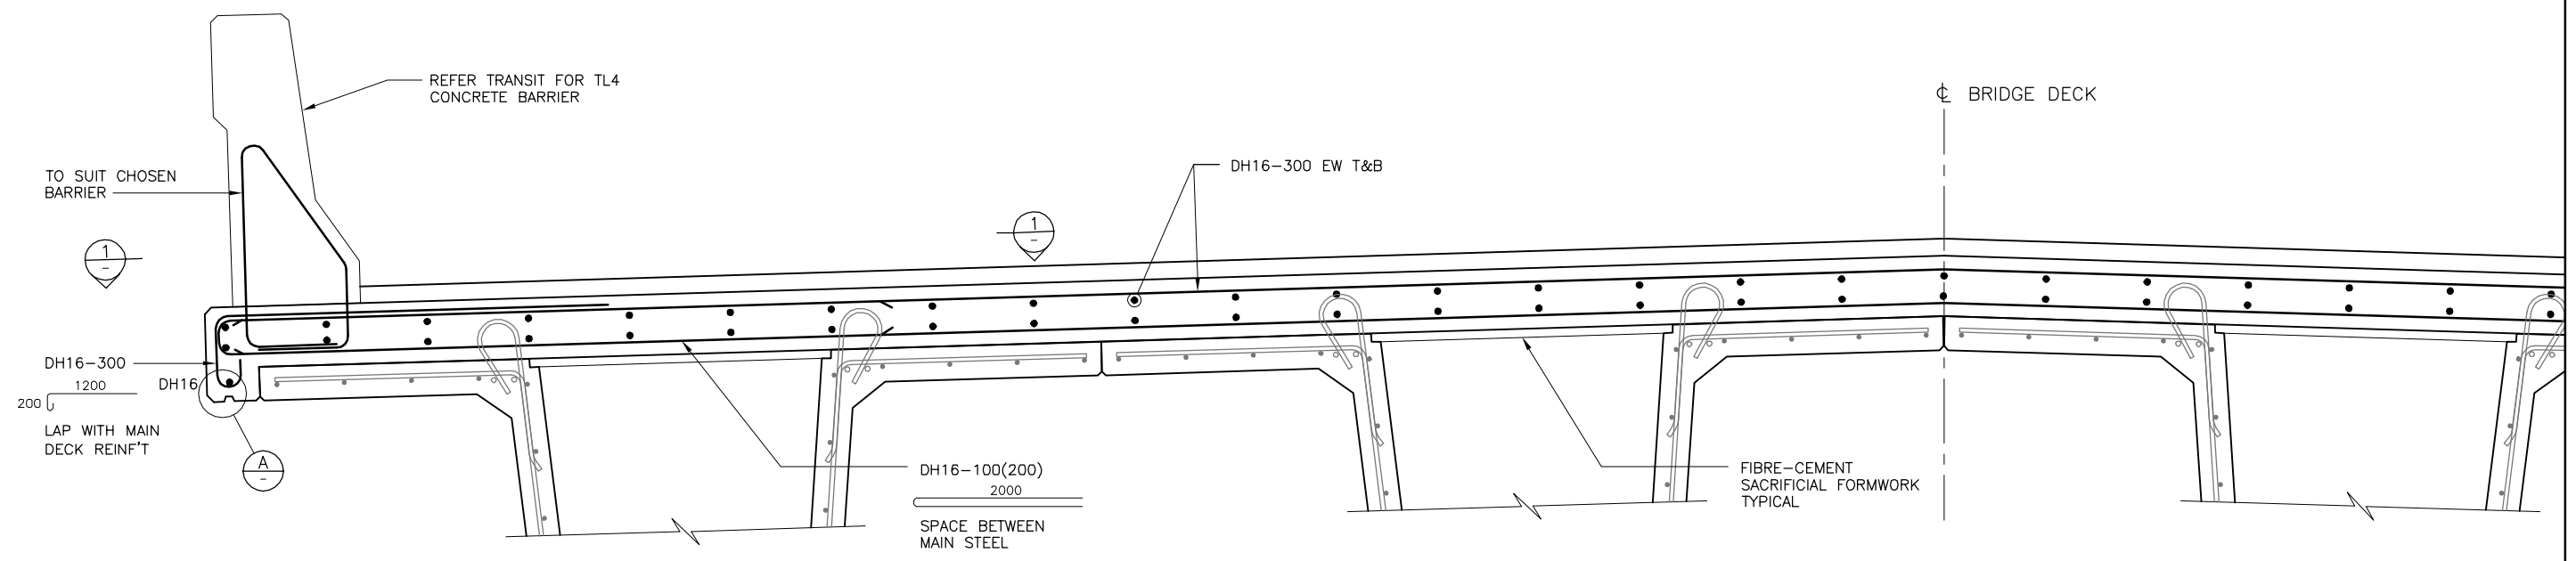 REFER TRANSIT FOR TL4
CONCRETE BARRIER
℄ BRIDGE DECK
TO SUIT CHOSEN
BARRIER
DH16-300 EW T&B
1
-
1
-
DH16-300
1200
200
DH16
LAP WITH MAIN
DECK REINF'T
A
-
DH16-100(200)
2000
SPACE BETWEEN
MAIN STEEL
FIBRE-CEMENT
SACRIFICIAL FORMWORK
TYPICAL